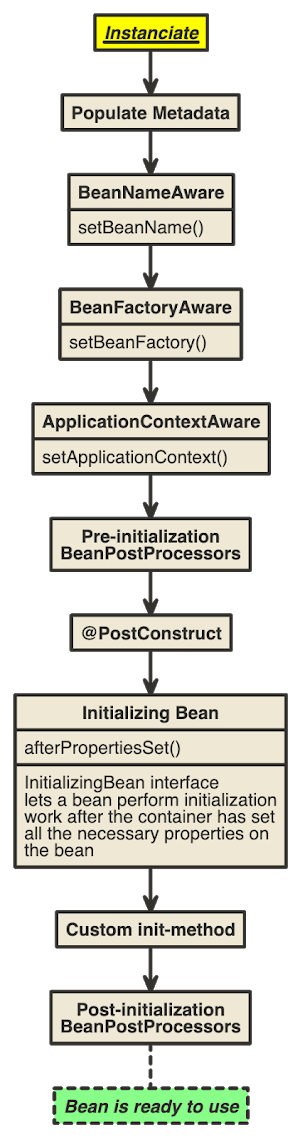 Instanciate
Populate Metadata
BeanNameAware
setBeanName()
BeanFactoryAware
setBeanFactory()
ApplicationContextAware
setApplicationContext()
Pre-initialization
BeanPostProcessors
@PostConstruct
Initializing Bean
afterPropertiesSet()
InitializingBean interface
lets a bean perform initialization
work after the container has set
all the necessary properties on
the bean
Custom init-method
Post-initialization
BeanPostProcessors
Bean is ready to use